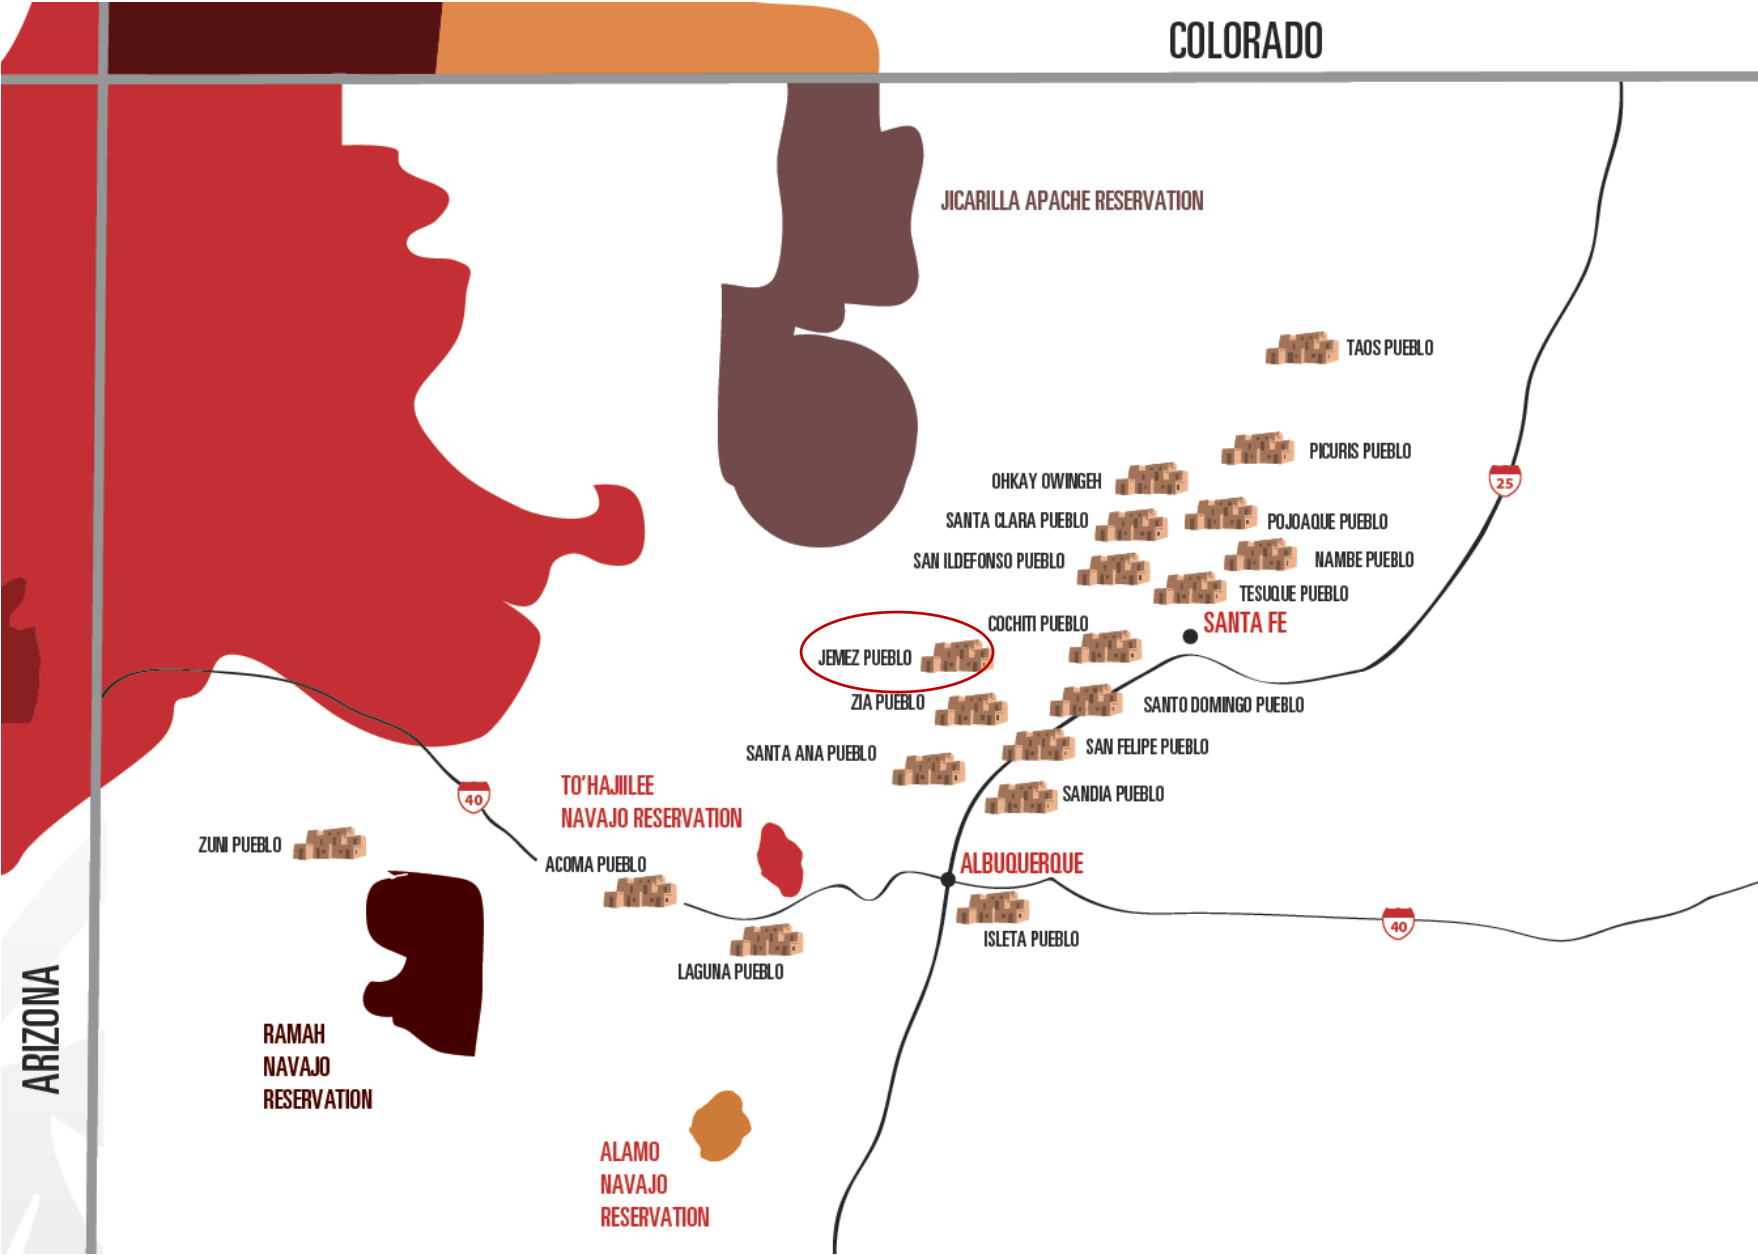 COLORADO
JICARILLA APACHE RESERVATION
TAOS PUEBLO
PICURIS PUEBLO
OHKAY OWINGEH
25
SANTA CLARA PUEBLO
POJOAQUE PUEBLO
SAN ILDEFONSO PUEBLO
NAMBE PUEBLO
TESUQUE PUEBLO
COCHITI PUEBLO
SANTA FE
JEMEZ PUEBLO
ZIA PUEBLO
SANTO DOMINGO PUEBLO
SANTA ANA PUEBLO
SAN FELIPE PUEBLO
TO'HAJIILEE
NAVAJO RESERVATION
40
SANDIA PUEBLO
ZUNI PUEBLO
ACOMA PUEBLO
ALBUQUERQUE
40
ISLETA PUEBLO
LAGUNA PUEBLO
ARIZONA
RAMAH
NAVAJO
RESERVATION
ALAMO
NAVAJO
RESERVATION